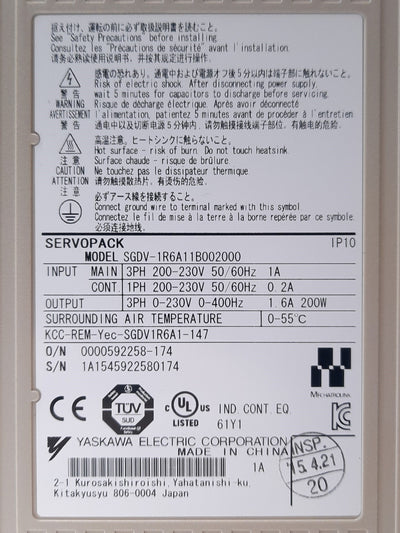 据え付け、運転の前に必ず取扱説明書を読むこと。
See "Safety Precautions" before installing.
Consultez les "Précautions de sécurité" avant l'installation.
请务必熟读使用说明书，并按其规定进行。
感電の恐れあり。通電中および電源オフ後5分以内は端子部に触れないこと。
警告 Risk of electric shock. After disconnecting power supply,
WARNING wait 5 minutes for capacitors to discharge before servicing.
Risque de décharge électrique. Après avoir déconnecté
AVERTISSEMENT l'alimentation, patientez 5 minutes avant de procéder à l'entretien
警告 通电中以及切断电源5分钟内，请勿触摸接线端子部位，有触电的危险。
高温注意。ヒートシンクに触らないこと。
注意 Hot surface - risk of burn. Do not touch heatsink.
CAUTION Surface chaude - risque de brûlure.
ATTENTION Ne touchez pas le dissipateur thermique.
注意 请勿触摸散热片，有烫伤的危险。
必ずアース線を接続すること。
Connect ground wire to terminal marked with this symbol.
Connectez le fil de mise à la terre à la borne repérée par ce symbole.
必须连接地线。
SERVOPACK IP10
MODEL SGDV-1R6A11B002000
INPUT MAIN 3PH 200-230V 50/60Hz 1A
CONT. 1PH 200-230V 50/60Hz 0.2A
OUTPUT 3PH 0-230V 0-400Hz 1.6A 200W
SURROUNDING AIR TEMPERATURE 0-55℃
KCC-REM-Yec-SGDV1R6A1-147
O/N 0000592258-174
S/N 1A1545922580174
MECHATROLINK
CE
TÜV
SUD
c UL US
LISTED
IND. CONT. EQ.
61Y1
YASKAWA ELECTRIC CORPORATION
MADE IN CHINA
1A
2-1 Kurosakishiroishi, Yahatanishi-ku,
Kitakyusyu 806-0004 Japan
INSP.
'15.4.21
20